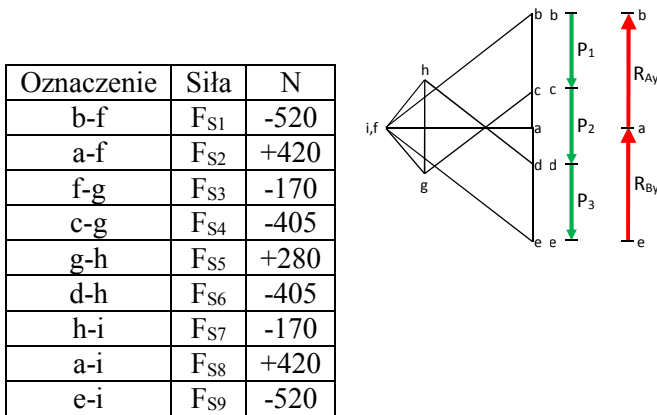 Oznaczenie Siła N
b-f FS1 -520
a-f FS2 +420
f-g FS3 -170
c-g FS4 -405
g-h FS5 +280
d-h FS6 -405
h-i FS7 -170
a-i FS8 +420
e-i FS9 -520
b b b
P1
h RAy
c c
i,f a P2 a
d d
g RBy
P3
e e e